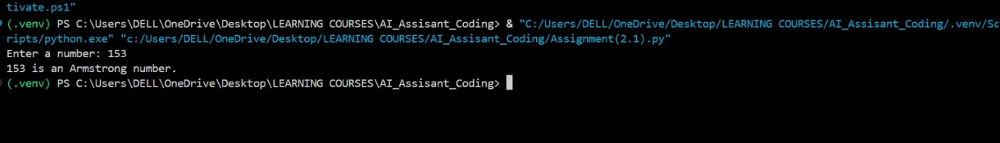 tivate.ps1"
(.venv) PS C:\Users\DELL\OneDrive\Desktop\LEARNING COURSES\AI_Assisant_Coding> & "C:/Users/DELL/OneDrive/Desktop/LEARNING COURSES/AI_Assisant_Coding/.venv/Sc
ripts/python.exe" "c:/Users/DELL/OneDrive/Desktop/LEARNING COURSES/AI_Assisant_Coding/Assignment(2.1).py"
Enter a number: 153
153 is an Armstrong number.
(.venv) PS C:\Users\DELL\OneDrive\Desktop\LEARNING COURSES\AI_Assisant_Coding>